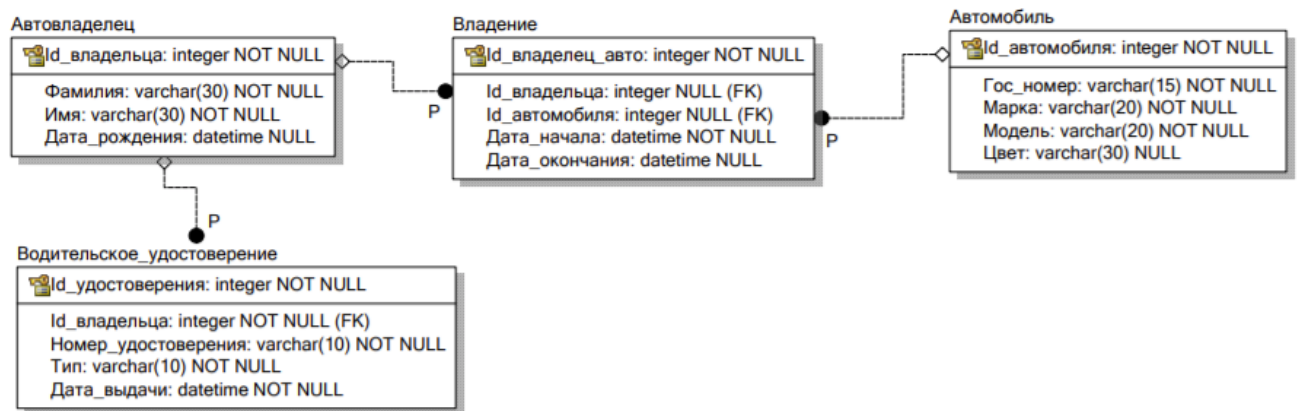 Автовладелец
Id_владельца: integer NOT NULL
Фамилия: varchar(30) NOT NULL
Имя: varchar(30) NOT NULL
Дата_рождения: datetime NULL
Владение
Id_владелец_авто: integer NOT NULL
Id_владельца: integer NULL (FK)
Id_автомобиля: integer NULL (FK)
Дата_начала: datetime NOT NULL
Дата_окончания: datetime NULL
Автомобиль
Id_автомобиля: integer NOT NULL
Гос_номер: varchar(15) NOT NULL
Марка: varchar(20) NOT NULL
Модель: varchar(20) NOT NULL
Цвет: varchar(30) NULL
P
P
P
Водительское_удостоверение
Id_удостоверения: integer NOT NULL
Id_владельца: integer NOT NULL (FK)
Номер_удостоверения: varchar(10) NOT NULL
Тип: varchar(10) NOT NULL
Дата_выдачи: datetime NOT NULL